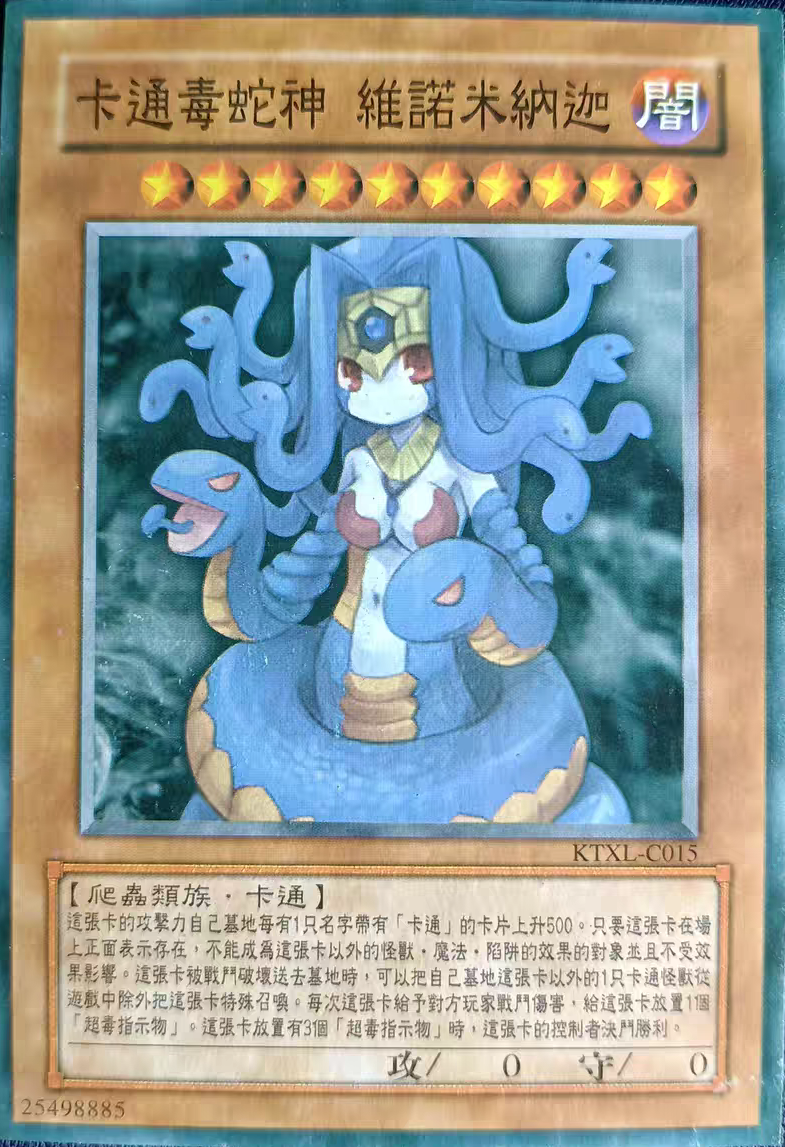 卡通毒蛇神 維諾米納迦 闇
KTXL-C015
【爬蟲類族・卡通】
這張卡的攻擊力自己墓地每有1只名字帶有「卡通」的卡片上升500。只要這張卡在場
上正面表示存在，不能成為這張卡以外的怪獸・魔法・陷阱的效果的對象並且不受效
果影響。這張卡被戰鬥破壞送去墓地時，可以把自己墓地這張卡以外的1只卡通怪獸從
遊戲中除外把這張卡特殊召喚。每次這張卡給予對方玩家戰鬥傷害，給這張卡放置1個
「超毒指示物」。這張卡放置有3個「超毒指示物」時，這張卡的控制者決鬥勝利。
攻/ 0 守/ 0
25498885